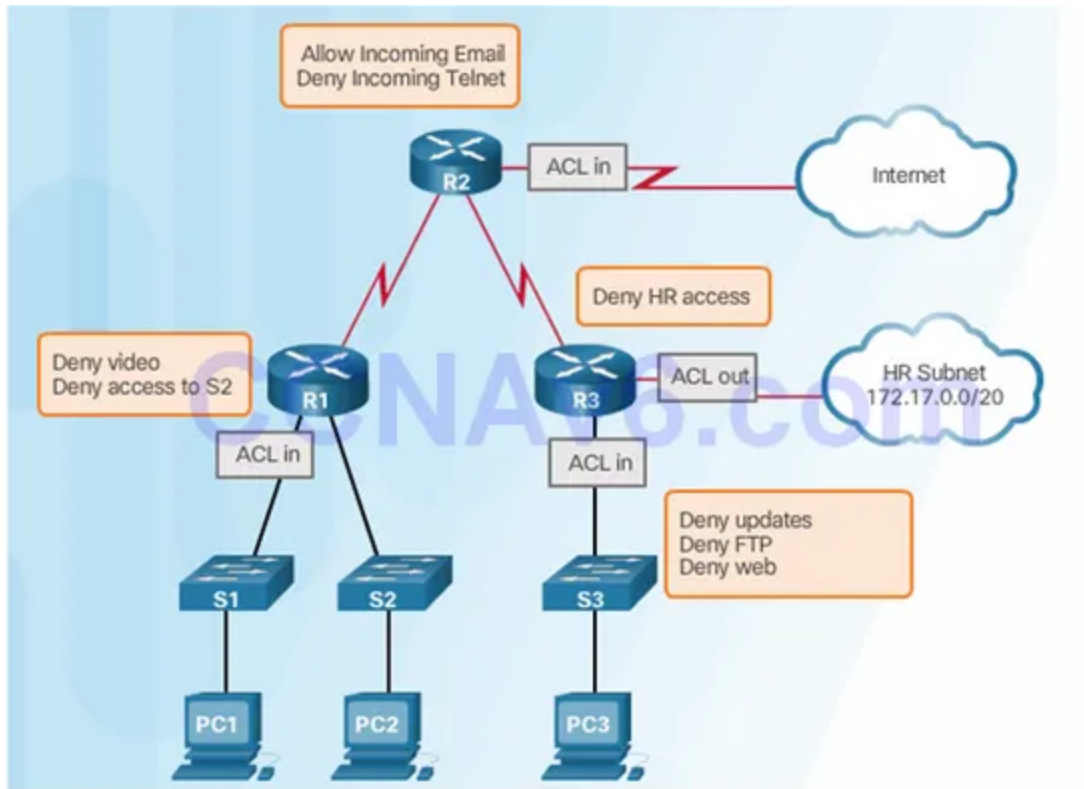 Allow Incoming Email
Deny Incoming Telnet
ACL in
R2
Internet
Deny HR access
Deny video
Deny access to S2
R1
R3
ACL out
HR Subnet
172.17.0.0/20
CCNAv6.com
ACL in
ACL in
Deny updates
Deny FTP
Deny web
S1
S2
S3
PC1
PC2
PC3